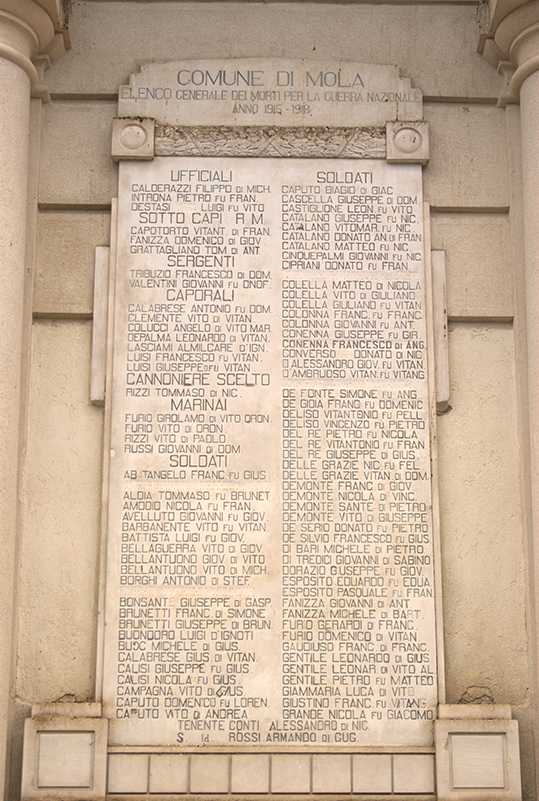 COMUNE DI MOLA
ELENCO GENERALE DEI MORTI PER LA GUERRA NAZIONALE
ANNO 1915-1918
UFFICIALI
CALDERAZZI FILIPPO DI MICH.
INTRONA PIETRO FU FRAN.
DESTASI LUIGI FU VITO
SOTTO CAPI R.M.
CAPOTORTO VITANT. DI FRAN.
FANIZZA DOMENICO DI GIOV.
GRATTAGLIANO TOM. DI ANT.
SERGENTI
TRIBUZIO FRANCESCO DI DOM.
VALENTINI GIOVANNI FU ONOF.
CAPORALI
CALABRESE ANTONIO FU DOM.
CLEMENTE VITO DI VITAN.
COLUCCI ANGELO DI VITO MAR.
DEPALMA LEONARDO DI VITAN.
LASCIAMI ALMILCARE D'IGN.
LUISI FRANCESCO FU VITAN.
LUISI GIUSEPPE FU VITAN.
CANNONIERE SCELTO
RIZZI TOMMASO DI NIC.
MARINAI
FURIO GIROLAMO DI VITO ORON.
FURIO VITO DI ORON.
RIZZI VITO DI PAOLO
RUSSI GIOVANNI DI DOM.
SOLDATI
ABATANGELO FRANC. FU GIUS.
ALOIA TOMMASO FU BRUNET
AMODIO NICOLA FU FRAN.
AVELLUTO GIOVANNI FU GIOV.
BARBANENTE VITO FU VITAN.
BATTISTA LUIGI FU GIOV.
BELLAGUERRA VITO DI GIOV.
BELLANTUONO GIOV. DI VITO
BELLANTUONO VITO DI MICH.
BORGHI ANTONIO DI STEF.
BONSANTE GIUSEPPE DI GASP.
BRUNETTI FRANC. DI SIMONE
BRUNETTI GIUSEPPE DI BRUN.
BUONDORO LUIGI D'IGNOTI
MICHELE DI GIUS.
CALABRESE GIUS. DI VITAN.
CALISI GIUSEPPE FU GIUS.
CALISI NICOLA FU GIUS.
CAMPAGNA VITO DI GIUS.
CAPUTO DOMENICO FU LOREN.
CAPUTO VITO DI ANDREA
SOLDATI
CAPUTO BIAGIO DI GIAC.
CASCELLA GIUSEPPE DI DOM.
CASTIGLIONE LEON. FU VITO
CATALANO GIUSEPPE FU NIC.
CATALANO VITOMAR. FU NIC.
CATALANO DONATO AN. DI FRAN.
CATALANO MATTEO FU NIC.
CINQUEPALMI GIOVANNI FU NIC.
CIPRIANI DONATO FU FRAN.
COLELLA MATTEO DI NICOLA
COLELLA VITO DI GIULIANO
COLELLA GIULIANO FU VITAN.
COLONNA FRANC. FU FRANC.
COLONNA GIOVANNI FU ANT.
CONENNA GIUSEPPE FU GIR.
CONENNA FRANCESCO DI ANG.
CONVERSO DONATO DI NIC.
D'ALESSANDRO GIOV. FU VITAN.
D'AMBRUOSO VITAN. FU VITANG.
DE FONTE SIMONE FU ANG.
DE GIOIA FRANC FU DOMENIC
DELISO VITANTONIO FU PELL.
DELISO VINCENZO FU PIETRO
DEL RE PIETRO FU NICOLA
DEL RE VITANTONIO FU FRAN.
DEL RE GIUSEPPE DI GIUS.
DELLE GRAZIE NIC. FU FEL.
DELLE GRAZIE VITAN. DI DOM.
DEMONTE FRANC. DI GIOV.
DEMONTE NICOLA DI VINC.
DEMONTE SANTE DI PIETRO
DEMONTE VITO DI GIUSEPPE
DE SERIO DONATO FU PIETRO
DE SILVIO FRANCESCO FU GIUS.
DI BARI MICHELE DI PIETRO
DI TREDICI GIOVANNI DI SABINO
DORAZIO GIUSEPPE FU GIOV.
ESPOSITO EDUARDO FU EDUA.
ESPOSITO PASQUALE FU FRAN.
FANIZZA GIOVANNI DI ANT.
FANIZZA MICHELE DI BART.
FURIO GERARDI DI FRANC.
FURIO DOMENICO DI VITAN.
GAUDIUSO FRANC. DI FRANC.
GENTILE LEONARDO DI GIUS.
GENTILE LEONAR. DI VITO AL
GENTILE PIETRO FU MATTEO
GIAMMARIA LUCA DI VITO
GIUSTINO FRANC FU VITANG.
GRANDE NICOLA FU GIACOMO
TENENTE CONTI ALESSANDRO DI NIC.
S. Id. ROSSI ARMANDO DI GUG.